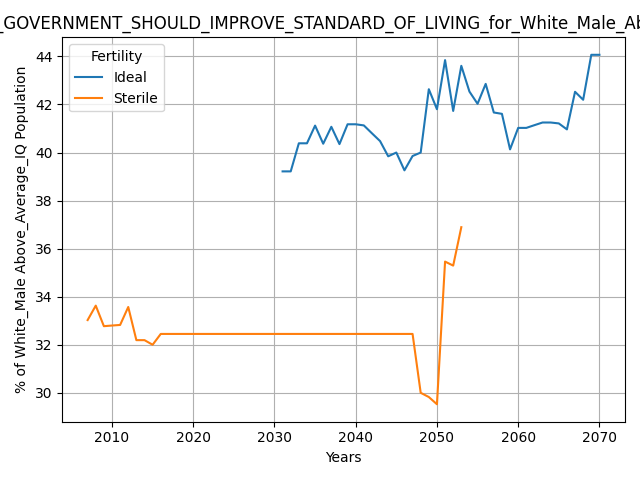 _GOVERNMENT_SHOULD_IMPROVE_STANDARD_OF_LIVING_for_White_Male_Ab
Fertility
Ideal
Sterile
% of White_Male Above_Average_IQ Population
44
42
40
38
36
34
32
30
2010 2020 2030 2040 2050 2060 2070
Years